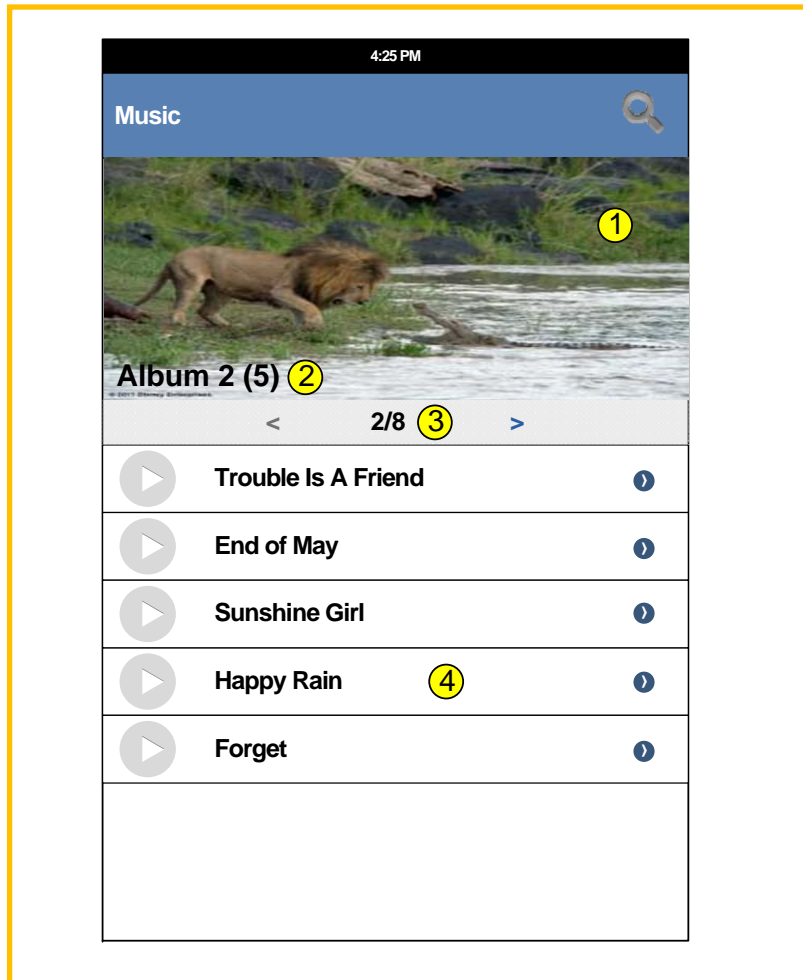 4:25 PM
Music
1
Album 2 (5) 2
< 2/8 3 >
Trouble Is A Friend
End of May
Sunshine Girl
Happy Rain 4
Forget